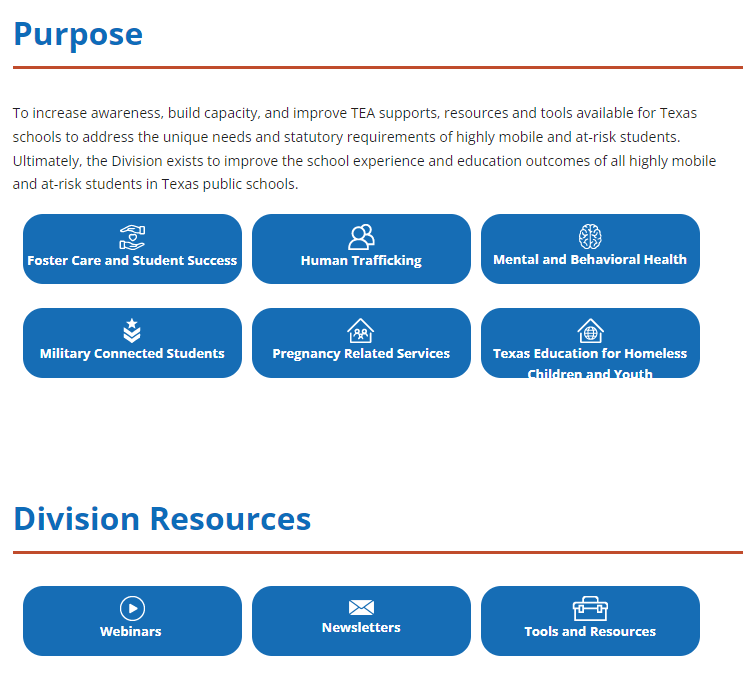 Purpose
To increase awareness, build capacity, and improve TEA supports, resources and tools available for Texas
schools to address the unique needs and statutory requirements of highly mobile and at-risk students.
Ultimately, the Division exists to improve the school experience and education outcomes of all highly mobile
and at-risk students in Texas public schools.
Foster Care and Student Success
Human Trafficking
Mental and Behavioral Health
Military Connected Students
Pregnancy Related Services
Texas Education for Homeless
Children and Youth
Division Resources
Webinars
Newsletters
Tools and Resources